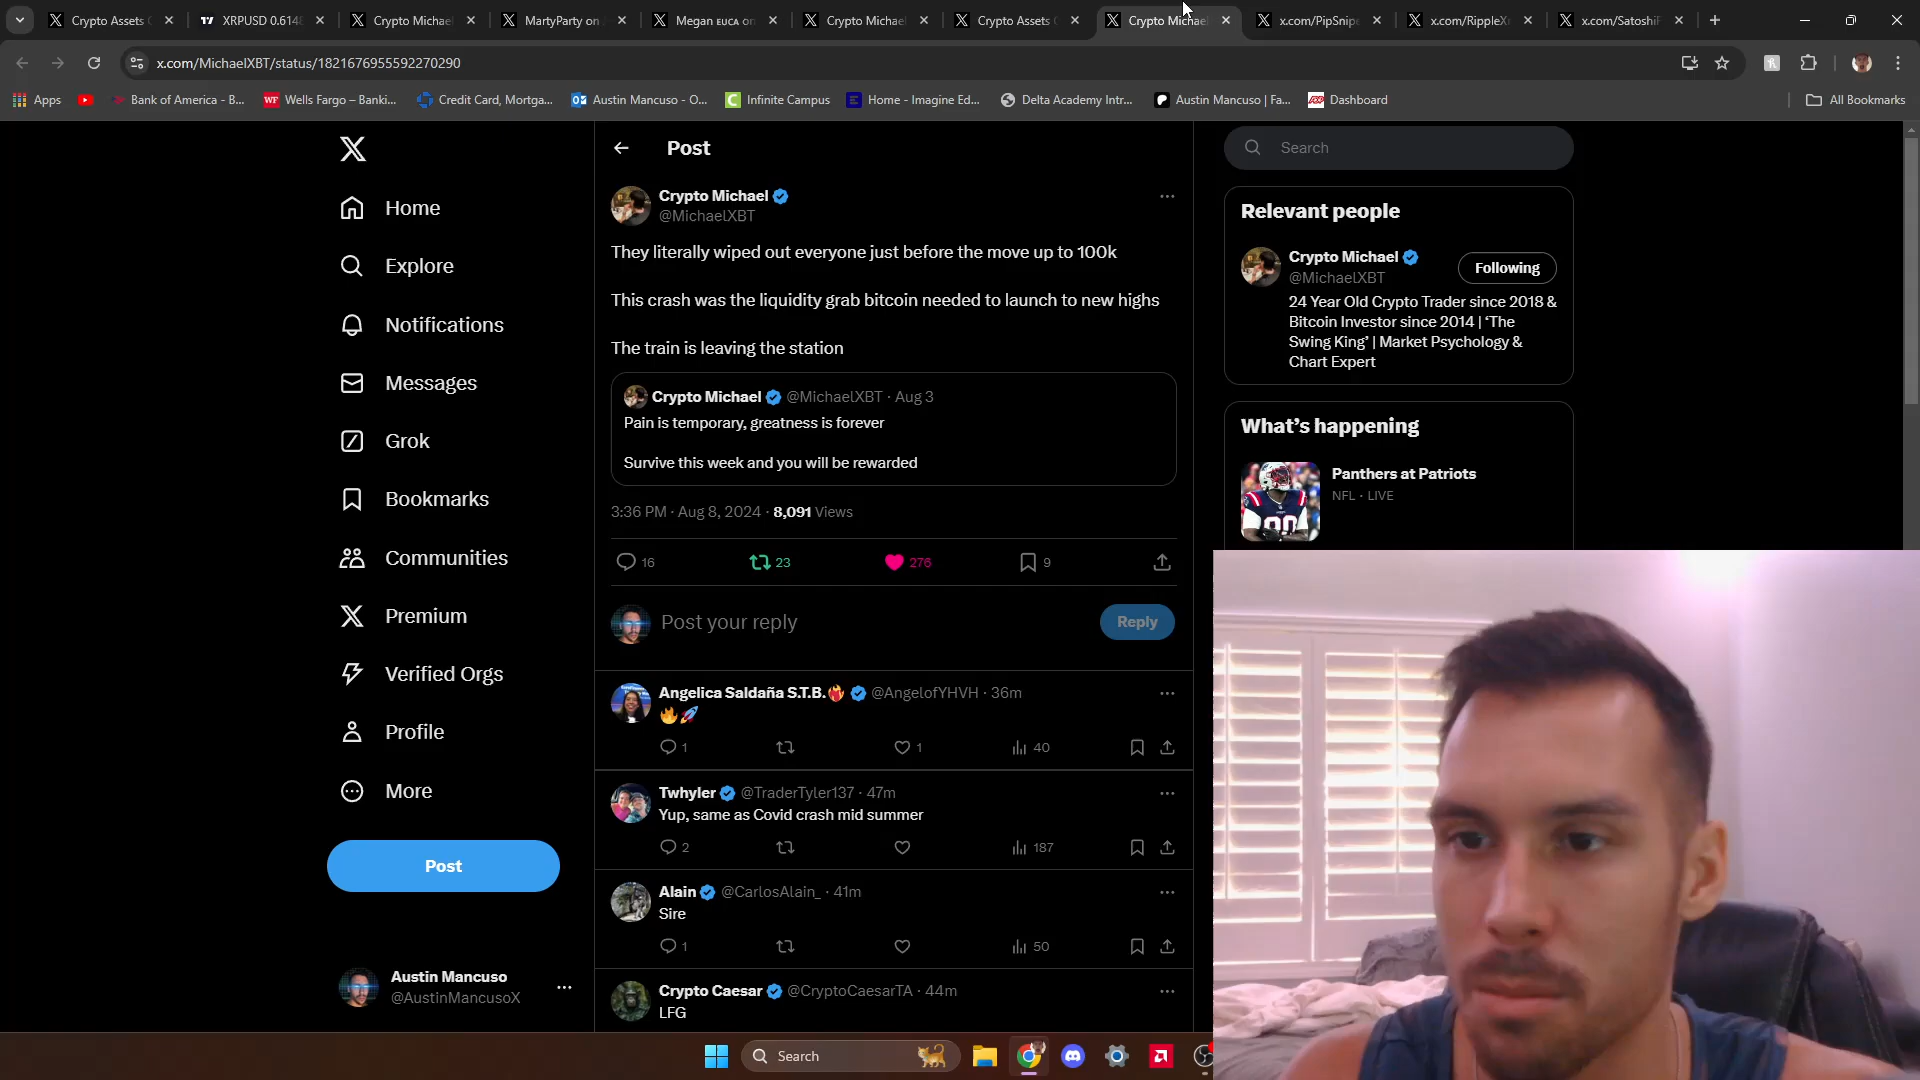 Crypto Assets
XRPUSD 0.614
Crypto Michae
MartyParty on
Megan ᴇᴜᴄᴀ on
Crypto Michae
Crypto Assets
Crypto Michae
x.com/PipSnipe
x.com/RippleX
x.com/Satoshi
x.com/MichaelXBT/status/1821676955592270290
Apps
Bank of America - B...
WF Wells Fargo – Banki...
Credit Card, Mortga...
Austin Mancuso - O...
Infinite Campus
Home - Imagine Ed...
Delta Academy Intr...
Austin Mancuso | Fa...
Dashboard
All Bookmarks
Home
Explore
Notifications
Messages
Grok
Bookmarks
Communities
Premium
Verified Orgs
Profile
More
Post
Austin Mancuso
@AustinMancusoX
Post
Crypto Michael
@MichaelXBT
They literally wiped out everyone just before the move up to 100k
This crash was the liquidity grab bitcoin needed to launch to new highs
The train is leaving the station
Crypto Michael @MichaelXBT · Aug 3
Pain is temporary, greatness is forever
Survive this week and you will be rewarded
3:36 PM · Aug 8, 2024 · 8,091 Views
16 23 276 9
Post your reply
Reply
Angelica Saldaña S.T.B.❤️‍🔥 @AngelofYHVH · 36m
🔥🚀
1 1 40
Twhyler @TraderTyler137 · 47m
Yup, same as Covid crash mid summer
2 187
Alain @CarlosAlain_ · 41m
Sire
1 50
Crypto Caesar @CryptoCaesarTA · 44m
LFG
Search
Relevant people
Crypto Michael
@MichaelXBT
Following
24 Year Old Crypto Trader since 2018 &
Bitcoin Investor since 2014 | 'The
Swing King' | Market Psychology &
Chart Expert
What's happening
Panthers at Patriots
NFL · LIVE
Search